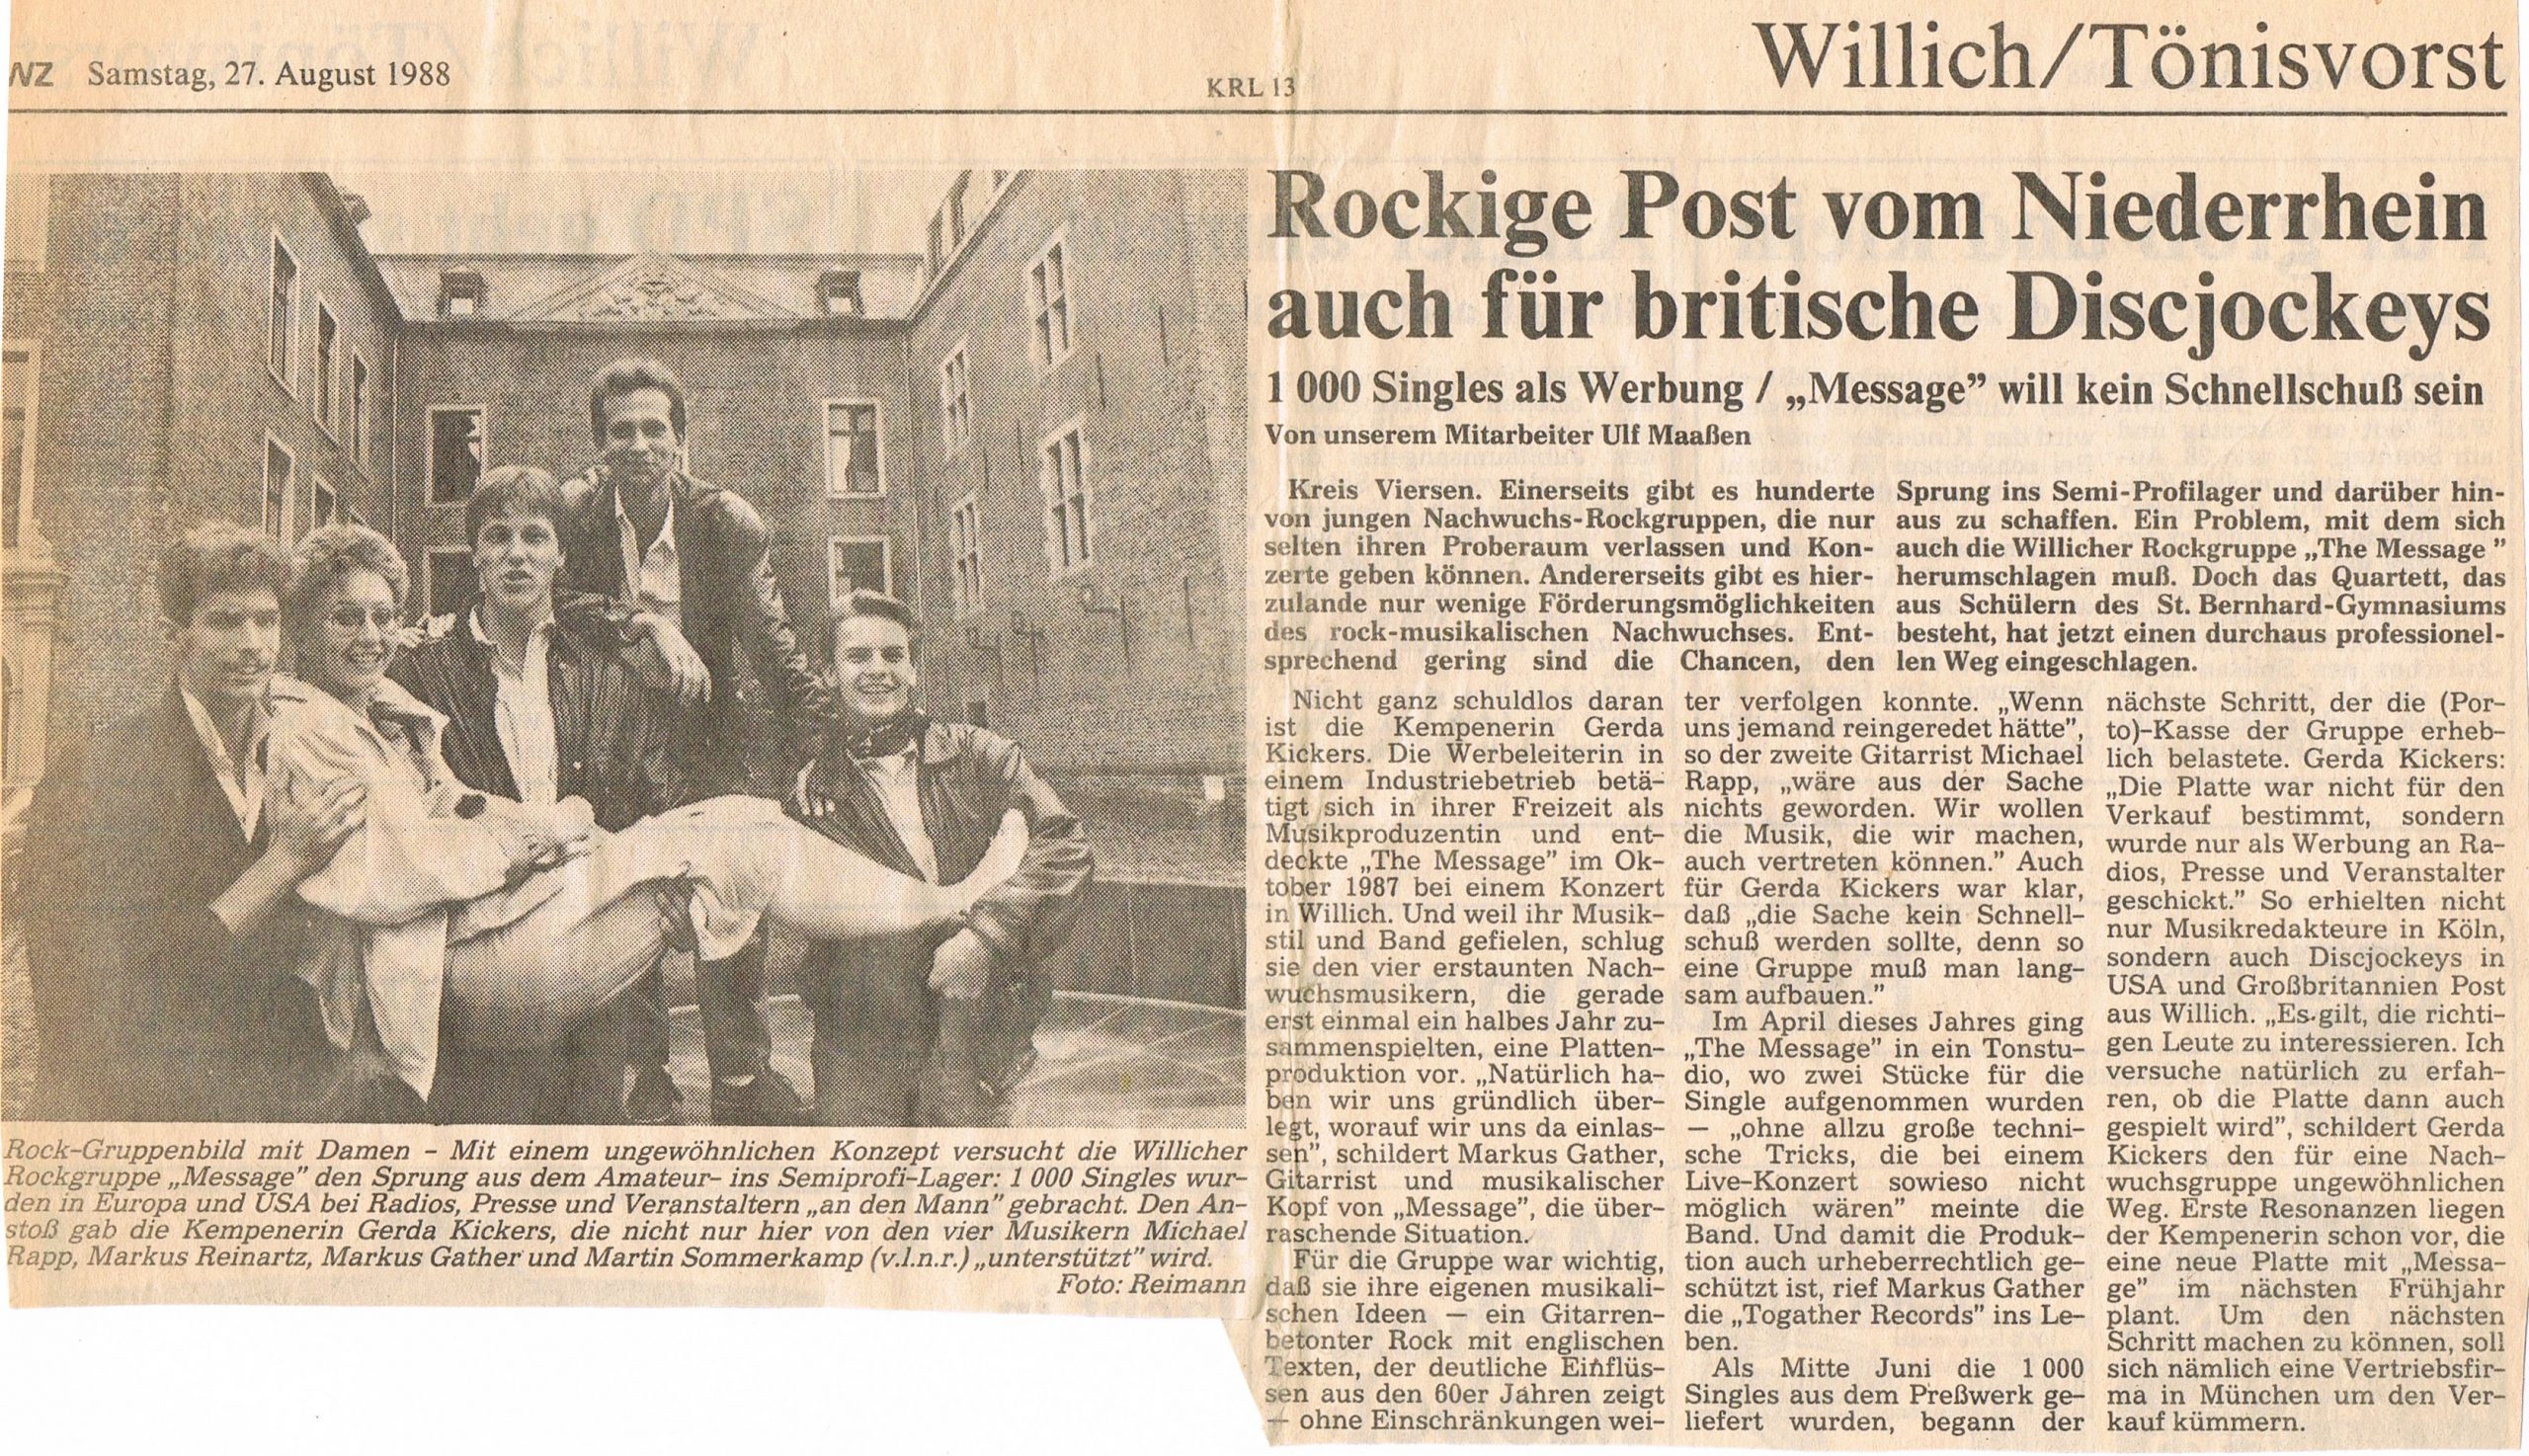 NZ Samstag, 27. August 1988
KRL 13
Willich/Tönisvorst
Rockige Post vom Niederrhein
auch für britische Discjockeys
1 000 Singles als Werbung / „Message” will kein Schnellschuß sein
Von unserem Mitarbeiter Ulf Maaßen
Kreis Viersen. Einerseits gibt es hunderte
von jungen Nachwuchs-Rockgruppen, die nur
selten ihren Proberaum verlassen und Kon-
zerte geben können. Andererseits gibt es hier-
zulande nur wenige Förderungsmöglichkeiten
des rock-musikalischen Nachwuchses. Ent-
sprechend gering sind die Chancen, den
Sprung ins Semi-Profilager und darüber hin-
aus zu schaffen. Ein Problem, mit dem sich
auch die Willicher Rockgruppe „The Message ”
herumschlagen muß. Doch das Quartett, das
aus Schülern des St. Bernhard-Gymnasiums
besteht, hat jetzt einen durchaus professionel-
len Weg eingeschlagen.
Nicht ganz schuldlos daran
ist die Kempenerin Gerda
Kickers. Die Werbeleiterin in
einem Industriebetrieb betä-
tigt sich in ihrer Freizeit als
Musikproduzentin und ent-
deckte „The Message” im Ok-
tober 1987 bei einem Konzert
in Willich. Und weil ihr Musik-
stil und Band gefielen, schlug
sie den vier erstaunten Nach-
wuchsmusikern, die gerade
erst einmal ein halbes Jahr zu-
sammenspielten, eine Platten-
produktion vor. „Natürlich ha-
ben wir uns gründlich über-
legt, worauf wir uns da einlas-
sen”, schildert Markus Gather,
Gitarrist und musikalischer
Kopf von „Message”, die über-
raschende Situation.
Für die Gruppe war wichtig,
daß sie ihre eigenen musikali-
schen Ideen — ein Gitarren-
betonter Rock mit englischen
Texten, der deutliche Einflüs-
sen aus den 60er Jahren zeigt
— ohne Einschränkungen wei-
ter verfolgen konnte. „Wenn
uns jemand reingeredet hätte”,
so der zweite Gitarrist Michael
Rapp, „wäre aus der Sache
nichts geworden. Wir wollen
die Musik, die wir machen,
auch vertreten können.” Auch
für Gerda Kickers war klar,
daß „die Sache kein Schnell-
schuß werden sollte, denn so
eine Gruppe muß man lang-
sam aufbauen.”
Im April dieses Jahres ging
„The Message” in ein Tonstu-
dio, wo zwei Stücke für die
Single aufgenommen wurden
— „ohne allzu große techni-
sche Tricks, die bei einem
Live-Konzert sowieso nicht
möglich wären” meinte die
Band. Und damit die Produk-
tion auch urheberrechtlich ge-
schützt ist, rief Markus Gather
die „Togather Records” ins Le-
ben.
Als Mitte Juni die 1 000
Singles aus dem Preßwerk ge-
liefert wurden, begann der
nächste Schritt, der die (Por-
to)-Kasse der Gruppe erheb-
lich belastete. Gerda Kickers:
„Die Platte war nicht für den
Verkauf bestimmt, sondern
wurde nur als Werbung an Ra-
dios, Presse und Veranstalter
geschickt.” So erhielten nicht
nur Musikredakteure in Köln,
sondern auch Discjockeys in
USA und Großbritannien Post
aus Willich. „Es gilt, die richti-
gen Leute zu interessieren. Ich
versuche natürlich zu erfah-
ren, ob die Platte dann auch
gespielt wird”, schildert Gerda
Kickers den für eine Nach-
wuchsgruppe ungewöhnlichen
Weg. Erste Resonanzen liegen
der Kempenerin schon vor, die
eine neue Platte mit „Messa-
ge” im nächsten Frühjahr
plant. Um den nächsten
Schritt machen zu können, soll
sich nämlich eine Vertriebsfir-
ma in München um den Ver-
kauf kümmern.
Rock-Gruppenbild mit Damen – Mit einem ungewöhnlichen Konzept versucht die Willicher
Rockgruppe „Message” den Sprung aus dem Amateur- ins Semiprofi-Lager: 1 000 Singles wur-
den in Europa und USA bei Radios, Presse und Veranstaltern „an den Mann” gebracht. Den An-
stoß gab die Kempenerin Gerda Kickers, die nicht nur hier von den vier Musikern Michael
Rapp, Markus Reinartz, Markus Gather und Martin Sommerkamp (v.l.n.r.) „unterstützt” wird.
Foto: Reimann